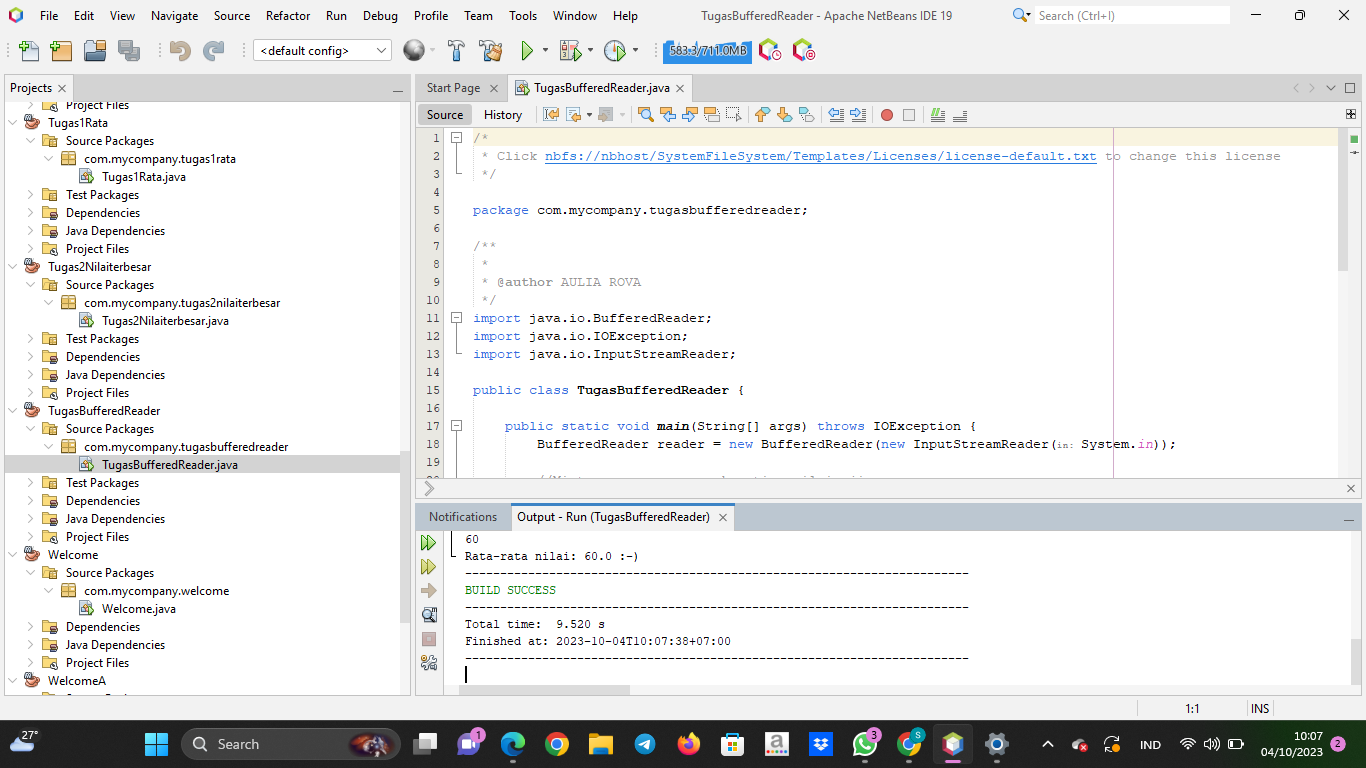 File Edit View Navigate Source Refactor Run Debug Profile Team Tools Window Help
TugasBufferedReader - Apache NetBeans IDE 19
Search (Ctrl+I)
<default config>
583.3/711.0MB
Projects
Project Files
Tugas1Rata
Source Packages
com.mycompany.tugas1rata
Tugas1Rata.java
Test Packages
Dependencies
Java Dependencies
Project Files
Tugas2Nilaiterbesar
Source Packages
com.mycompany.tugas2nilaiterbesar
Tugas2Nilaiterbesar.java
Test Packages
Dependencies
Java Dependencies
Project Files
TugasBufferedReader
Source Packages
com.mycompany.tugasbufferedreader
TugasBufferedReader.java
Test Packages
Dependencies
Java Dependencies
Project Files
Welcome
Source Packages
com.mycompany.welcome
Welcome.java
Test Packages
Dependencies
Java Dependencies
Project Files
WelcomeA
Start Page
TugasBufferedReader.java
Source History
1 /*
2 * Click nbfs://nbhost/SystemFileSystem/Templates/Licenses/license-default.txt to change this license
3 */
4
5 package com.mycompany.tugasbufferedreader;
6
7 /**
8 *
9 * @author AULIA ROVA
10 */
11 import java.io.BufferedReader;
12 import java.io.IOException;
13 import java.io.InputStreamReader;
14
15 public class TugasBufferedReader {
16
17 public static void main(String[] args) throws IOException {
18 BufferedReader reader = new BufferedReader(new InputStreamReader(in: System.in));
19
Notifications
Output - Run (TugasBufferedReader)
60
Rata-rata nilai: 60.0 :-)
------------------------------------------------------------------------
BUILD SUCCESS
------------------------------------------------------------------------
Total time:  9.520 s
Finished at: 2023-10-04T10:07:38+07:00
------------------------------------------------------------------------
1:1
INS
27°
Search
1
a
3
S
IND
10:07
04/10/2023
2